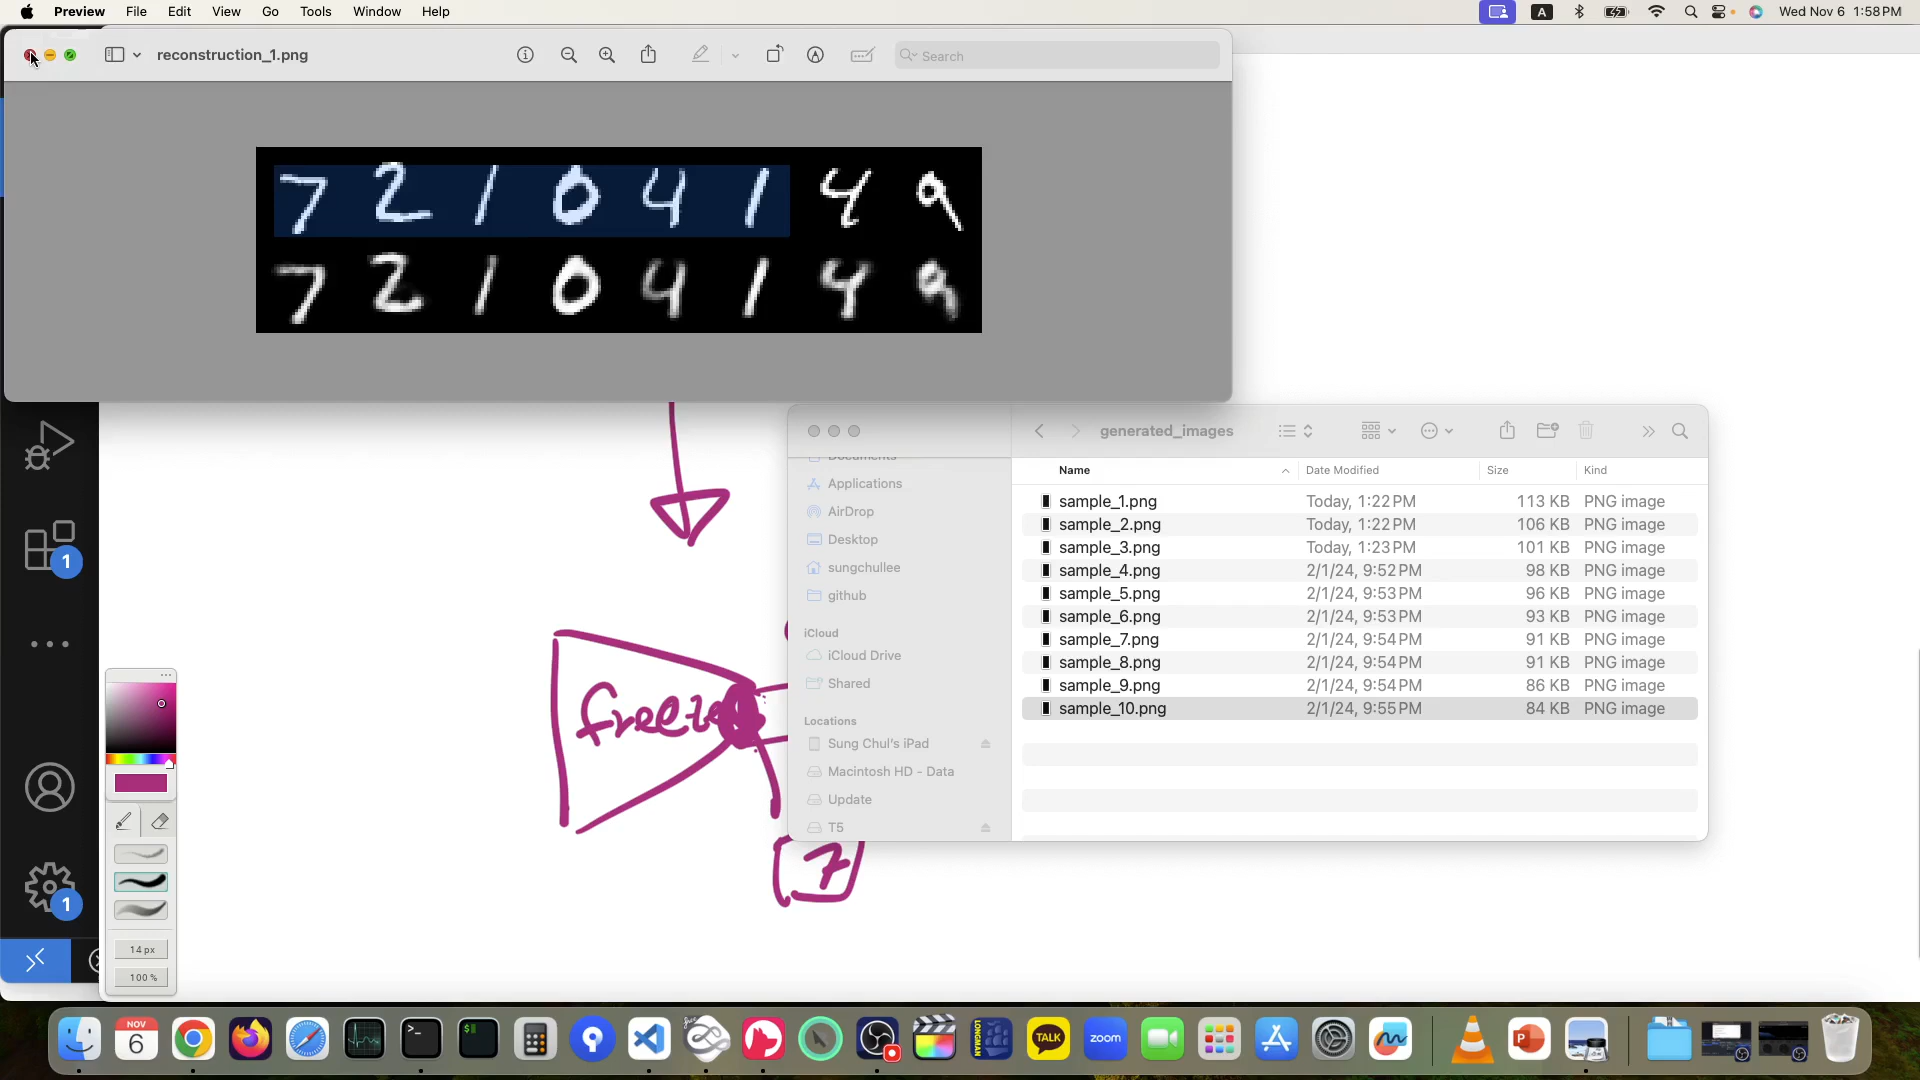 Preview File Edit View Go Tools Window Help
A
Wed Nov 6 1:58 PM
reconstruction_1.png
Search
7 2 1 0 4 1 4 9
7 2 1 0 4 1 4 9
generated_images
Name Date Modified Size Kind
Documents
Applications
AirDrop
Desktop
sungchullee
github
iCloud
iCloud Drive
Shared
Locations
Sung Chul's iPad
Macintosh HD - Data
Update
T5
sample_1.png Today, 1:22 PM 113 KB PNG image
sample_2.png Today, 1:22 PM 106 KB PNG image
sample_3.png Today, 1:23 PM 101 KB PNG image
sample_4.png 2/1/24, 9:52 PM 98 KB PNG image
sample_5.png 2/1/24, 9:53 PM 96 KB PNG image
sample_6.png 2/1/24, 9:53 PM 93 KB PNG image
sample_7.png 2/1/24, 9:54 PM 91 KB PNG image
sample_8.png 2/1/24, 9:54 PM 91 KB PNG image
sample_9.png 2/1/24, 9:54 PM 86 KB PNG image
sample_10.png 2/1/24, 9:55 PM 84 KB PNG image
1
1
7
14 px
100 %
NOV
6
TALK
zoom
LONGMAN